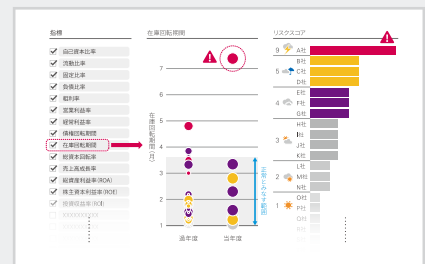 指標
自己資本比率
流動比率
固定比率
負債比率
粗利率
営業利益率
経常利益率
債権回転期間
在庫回転期間
総資本回転率
売上高成長率
総資産利益率(ROA)
株主資本利益率(ROE)
投資収益率(ROI)
XXXXXXXXXX
在庫回転期間
在庫回転期間(月)
7
6
5
4
3
2
1
正常とみなす範囲
過年度
当年度
リスクスコア
9
A社
B社
5
C社
D社
E社
4
F社
G社
H社
3
I社
J社
K社
L社
2
M社
N社
O社
1
P社